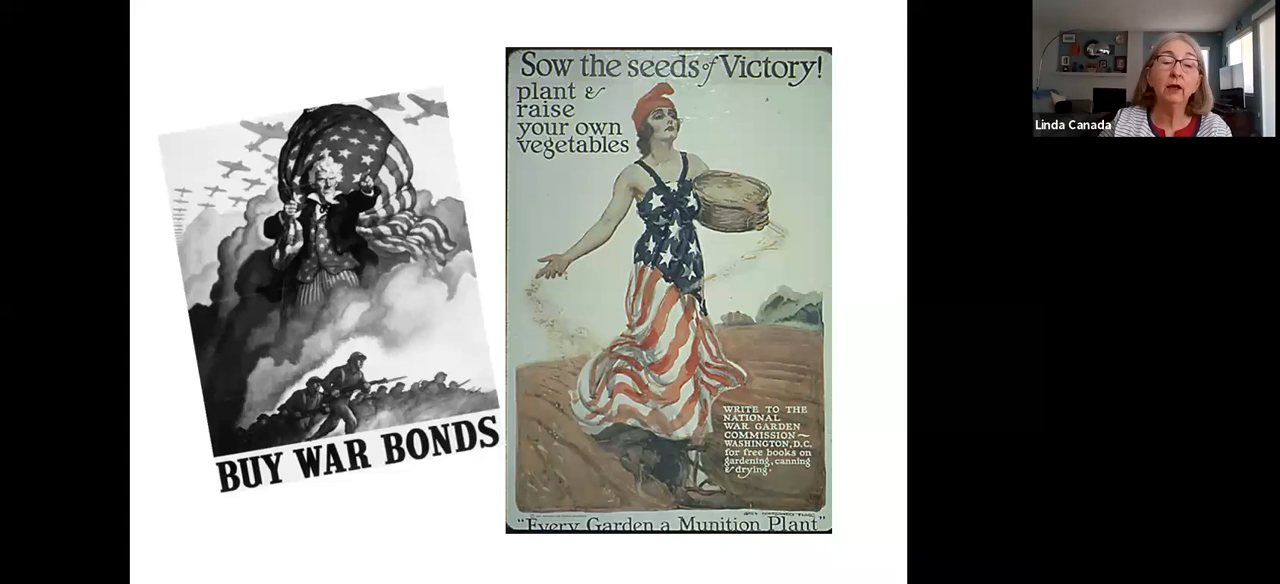 BUY WAR BONDS
Sow the seeds of Victory!
plant &
raise
your own
vegetables
WRITE TO THE
NATIONAL
WAR GARDEN
COMMISSION~
WASHINGTON, D.C.
for free books on
gardening, canning
& drying.
"Every Garden a Munition Plant"
Linda Canada